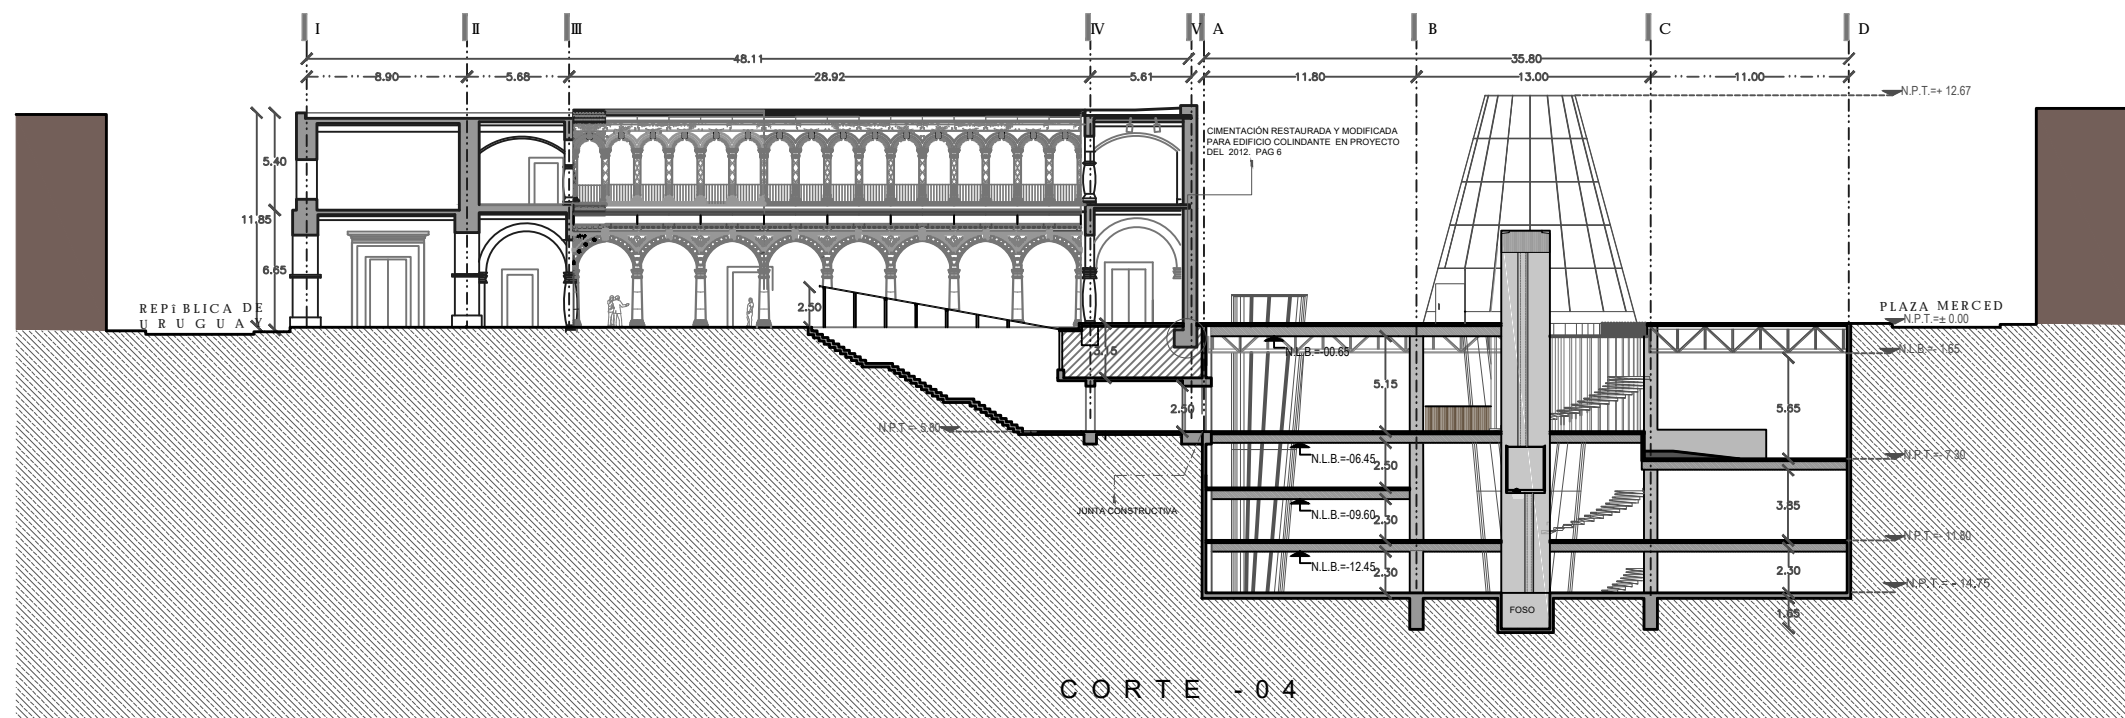 I II III IV V A B C D
48.11 35.80
8.90 5.68 28.92 5.61 11.80 13.00 11.00
N.P.T.=+ 12.67
CIMENTACIÓN RESTAURADA Y MODIFICADA
PARA EDIFICIO COLINDANTE EN PROYECTO
DEL 2012. PAG 6
5.40
11.85
6.65
REPî BLICA DE
URUGUAY
2.50
PLAZA MERCED
N.P.T.=± 0.00
N.L.B.=-00.65
N.L.B.=- 1.65
3.15
5.15
2.50
5.65
N.P.T.=- 5.80
N.L.B.=-06.45
2.50
N.P.T.=- 7.30
JUNTA CONSTRUCTIVA
N.L.B.=-09.60
2.30
3.85
N.P.T.=- 11.80
N.L.B.=-12.45
2.30
2.30
N.P.T.= - 14.75
FOSO
CORTE -04